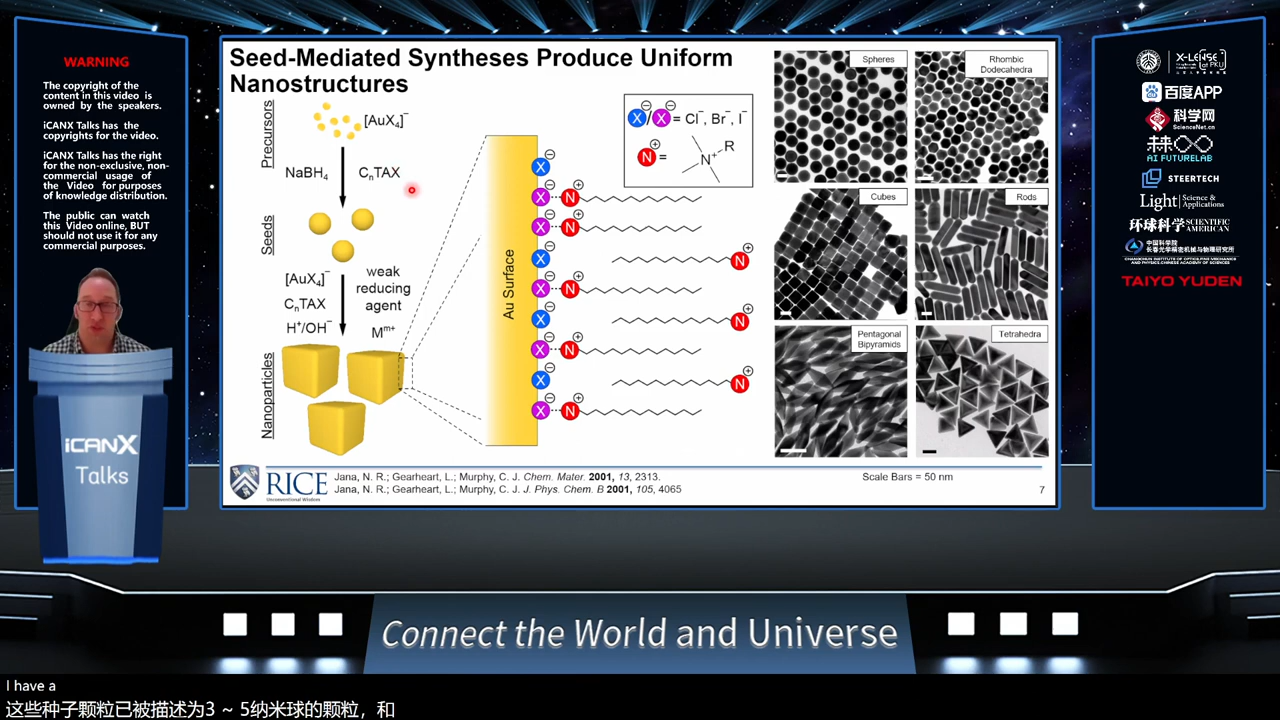 WARNING
The copyright of the
content in this video is
owned by the speakers.
iCANX Talks has the
copyrights for the video.
iCANX Talks has the right
for the non-exclusive, non-
commercial usage of
the Video for purposes
of knowledge distribution.
The public can watch
this Video online, BUT
should not use it for any
commercial purposes.
iCANX
Talks
Seed-Mediated Syntheses Produce Uniform
Nanostructures
Precursors
[AuX₄]⁻
NaBH₄ CₙTAX
Seeds
[AuX₄]⁻
CₙTAX
H⁺/OH⁻
weak
reducing
agent
Mᵐ⁺
Nanoparticles
Au Surface
X
X N
X N
X N
X N
X N
X N
X N
X N
X/X = Cl⁻, Br⁻, I⁻
N = N⁺ R
Spheres
Rhombic
Dodecahedra
Cubes
Rods
Pentagonal
Bipyramids
Tetrahedra
RICE
Unconventional Wisdom
Jana, N. R.; Gearheart, L.; Murphy, C. J. Chem. Mater. 2001, 13, 2313.
Jana, N. R.; Gearheart, L.; Murphy, C. J. J. Phys. Chem. B 2001, 105, 4065
Scale Bars = 50 nm
7
X-LENSE
at PKU
百度APP
科学网
ScienceNet.cn
AI FUTURELAB
STEERTECH
Light Science &
Applications
环球科学 SCIENTIFIC
AMERICAN
中国科学院
长春光学精密机械与物理研究所
CHANGCHUN INSTITUTE OF OPTICS,FINE MECHANICS
AND PHYSICS,CHINESE ACADEMY OF SCIENCES
TAIYO YUDEN
Connect the World and Universe
I have a
这些种子颗粒已被描述为3 ~ 5纳米球的颗粒，和